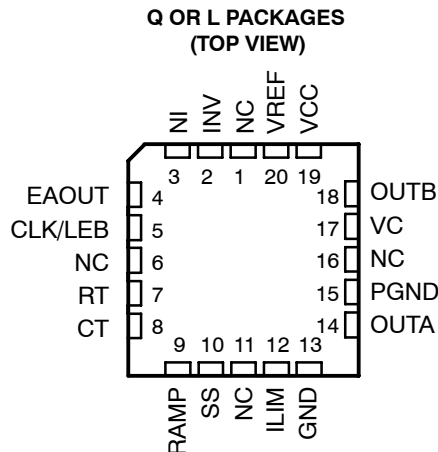 Q OR L PACKAGES
(TOP VIEW)
NI
INV
NC
VREF
VCC
3 2 1 20 19
EAOUT 4
CLK/LEB 5
NC 6
RT 7
CT 8
18 OUTB
17 VC
16 NC
15 PGND
14 OUTA
9 10 11 12 13
RAMP
SS
NC
ILIM
GND